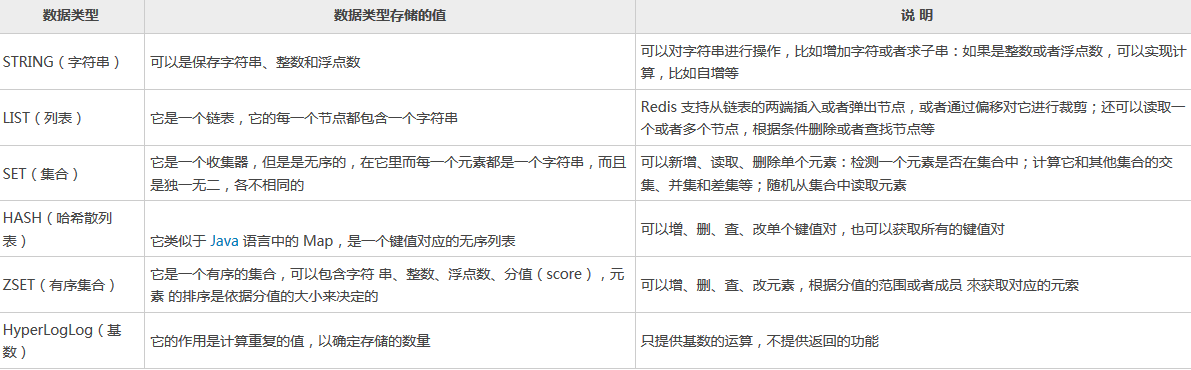 数据类型
数据类型存储的值
说 明
STRING（字符串）
可以是保存字符串、整数和浮点数
可以对字符串进行操作，比如增加字符或者求子串：如果是整数或者浮点数，可以实现计
算，比如自增等
LIST（列表）
它是一个链表，它的每一个节点都包含一个字符串
Redis 支持从链表的两端插入或者弹出节点，或者通过偏移对它进行裁剪；还可以读取一
个或者多个节点，根据条件删除或者查找节点等
SET（集合）
它是一个收集器，但是是无序的，在它里而每一个元素都是一个字符串，而且
是独一无二，各不相同的
可以新增、读取、删除单个元素：检测一个元素是否在集合中；计算它和其他集合的交
集、并集和差集等；随机从集合中读取元素
HASH（哈希散列
表）
它类似于 Java 语言中的 Map，是一个键值对应的无序列表
可以増、删、査、改单个键值对，也可以获取所有的键值对
ZSET（有序集合）
它是一个有序的集合，可以包含字符 串、整数、浮点数、分值（score），元
素 的排序是依据分值的大小来决定的
可以增、删、査、改元素，根据分值的范围或者成员 來获取对应的元索
HyperLogLog（基
数）
它的作用是计算重复的值，以确定存储的数量
只提供基数的运算，不提供返回的功能